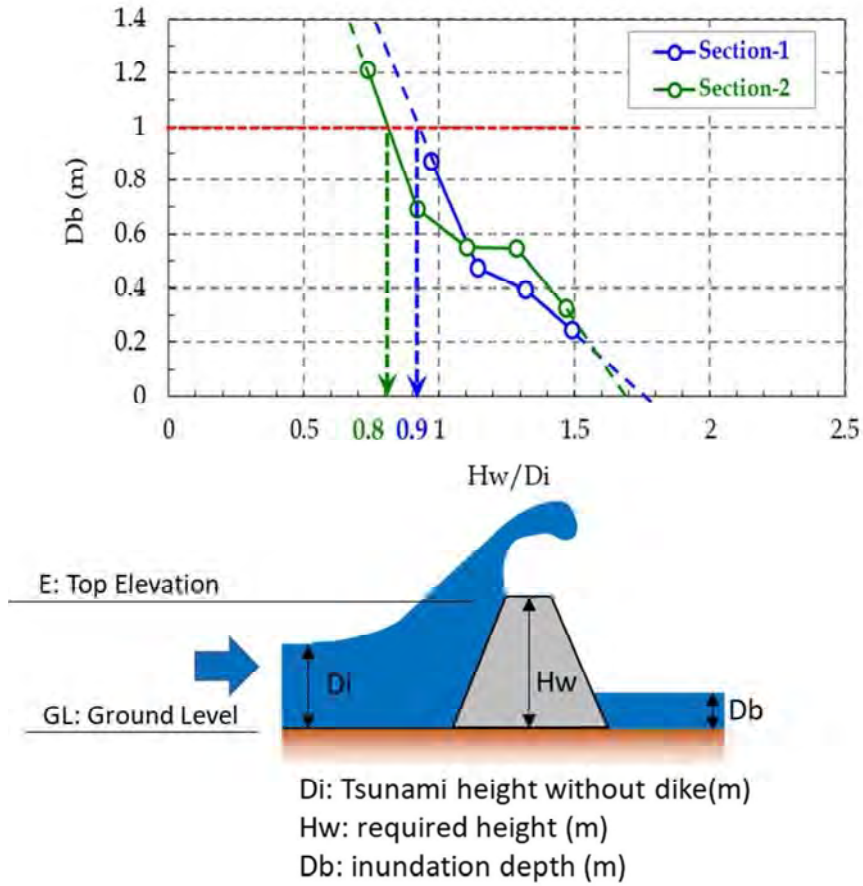 1.4
1.2
1
0.8
0.6
0.4
0.2
0
Db (m)
Section-1
Section-2
0 0.5 0.8 0.9 1 1.5 2 2.5
Hw/Di
E: Top Elevation
Di
Hw
GL: Ground Level
Db
Di: Tsunami height without dike(m)
Hw: required height (m)
Db: inundation depth (m)